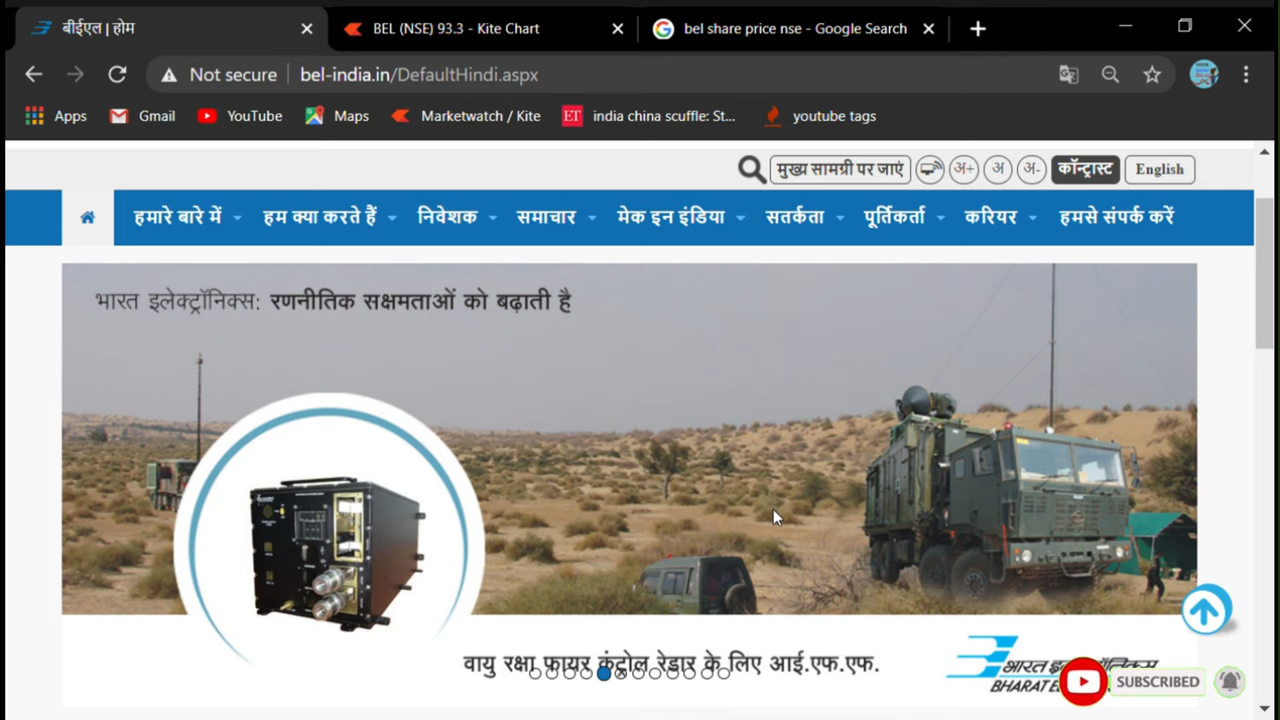 बीईएल | होम
BEL (NSE) 93.3 - Kite Chart
bel share price nse - Google Search
Not secure
bel-india.in/DefaultHindi.aspx
Apps
Gmail
YouTube
Maps
Marketwatch / Kite
ET
india china scuffle: St...
youtube tags
मुख्य सामग्री पर जाएं
अ+
अ
अ-
कॉन्ट्रास्ट
English
हमारे बारे में
हम क्या करते हैं
निवेशक
समाचार
मेक इन इंडिया
सतर्कता
पूर्तिकर्ता
करियर
हमसे संपर्क करें
भारत इलेक्ट्रॉनिक्स: रणनीतिक सक्षमताओं को बढ़ाती है
वायु रक्षा फ़ायर कंट्रोल रेडार के लिए आई.एफ.एफ.
भारत
BHARAT
SUBSCRIBED